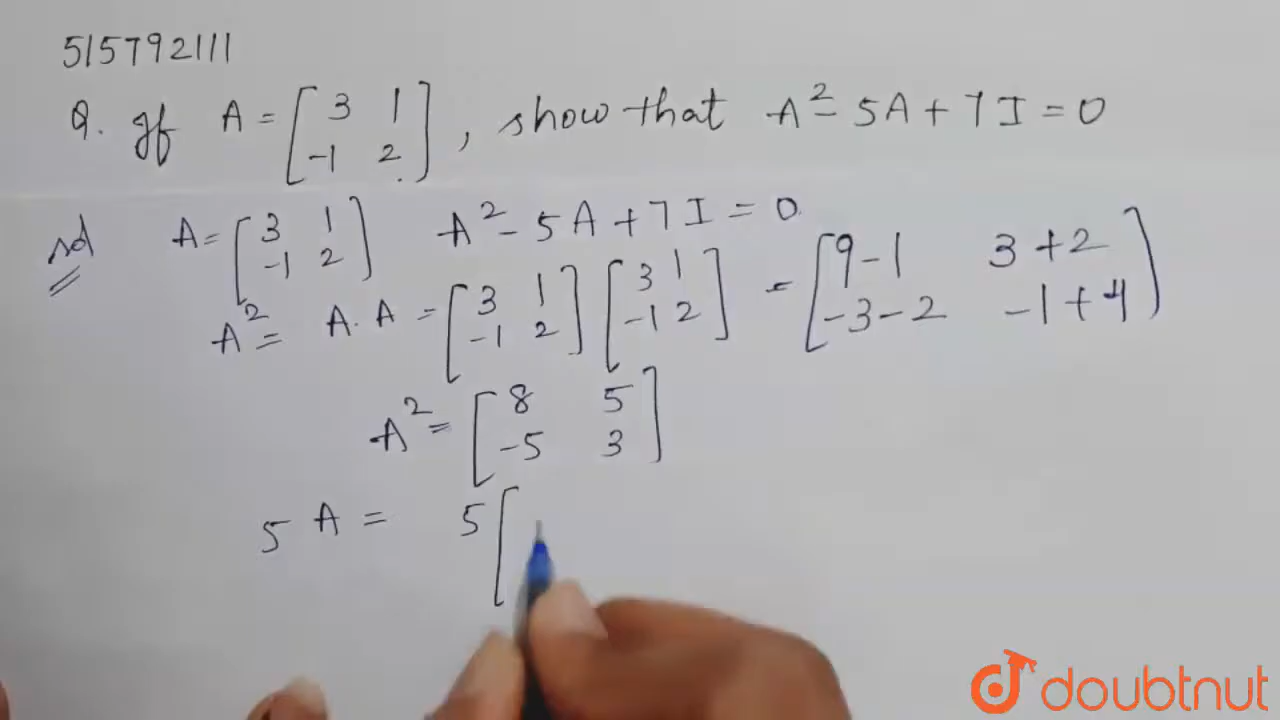 515792111
Q. If A = [3 1 -1 2], show that A² - 5A + 7I = 0
Sol A = [3 1 -1 2] A² - 5A + 7I = 0
A² = A. A = [3 1 -1 2] [3 1 -1 2] = [9-1 3+2 -3-2 -1+4]
A² = [8 5 -5 3]
5 A = 5 [
doubtnut